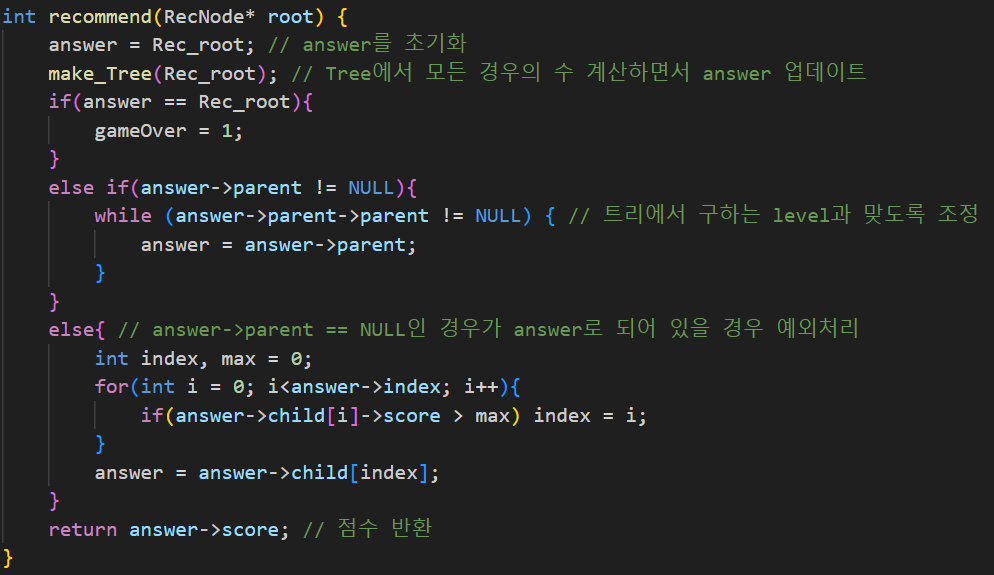 int recommend(RecNode* root) {
    answer = Rec_root; // answer를 초기화
    make_Tree(Rec_root); // Tree에서 모든 경우의 수 계산하면서 answer 업데이트
    if(answer == Rec_root){
        gameOver = 1;
    }
    else if(answer->parent != NULL){
        while (answer->parent->parent != NULL) { // 트리에서 구하는 level과 맞도록 조정
            answer = answer->parent;
        }
    }
    else{ // answer->parent == NULL인 경우가 answer로 되어 있을 경우 예외처리
        int index, max = 0;
        for(int i = 0; i<answer->index; i++){
            if(answer->child[i]->score > max) index = i;
        }
        answer = answer->child[index];
    }
    return answer->score; // 점수 반환
}